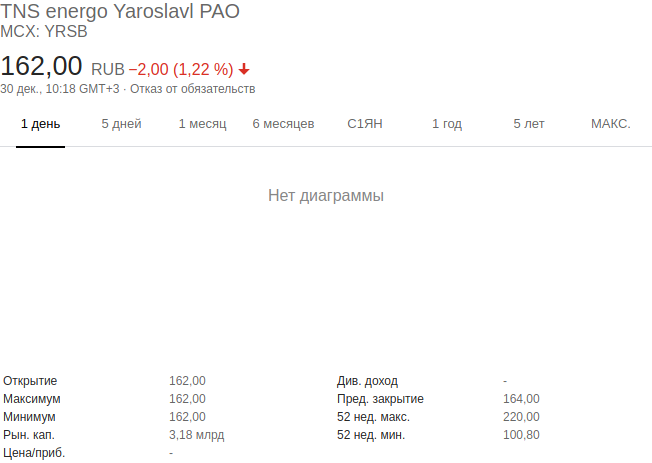 TNS energo Yaroslavl PAO
MCX: YRSB
162,00 RUB −2,00 (1,22 %)
30 дек., 10:18 GMT+3 · Отказ от обязательств
1 день 5 дней 1 месяц 6 месяцев С1ЯН 1 год 5 лет МАКС.
Нет диаграммы
Открытие 162,00 Див. доход -
Максимум 162,00 Пред. закрытие 164,00
Минимум 162,00 52 нед. макс. 220,00
Рын. кап. 3,18 млрд 52 нед. мин. 100,80
Цена/приб. -